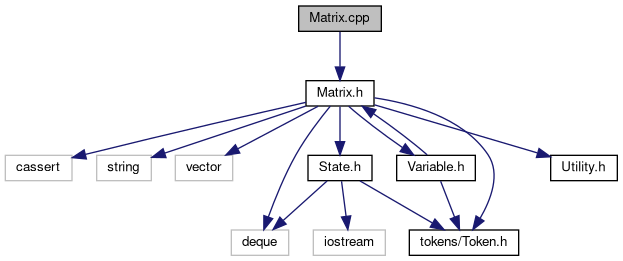 Matrix.cpp
Matrix.h
cassert
string
vector
State.h
Variable.h
Utility.h
deque
iostream
tokens/Token.h